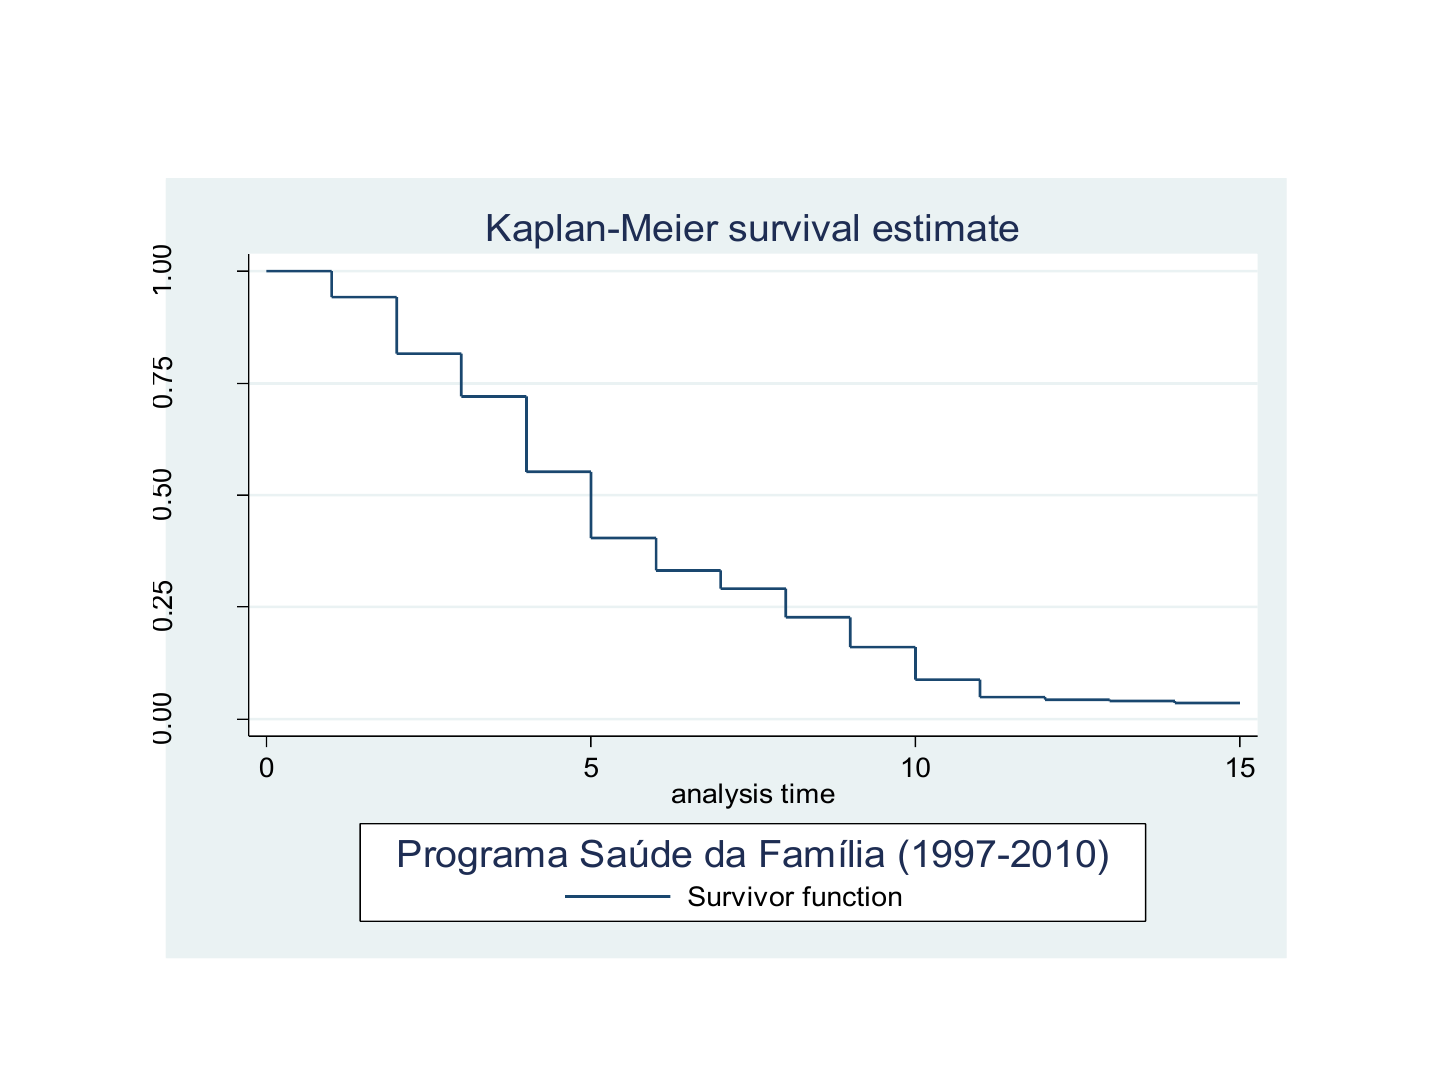 Kaplan-Meier survival estimate
1.00
0.75
0.50
0.25
0.00
0 5 10 15
analysis time
Programa Saúde da Família (1997-2010)
Survivor function